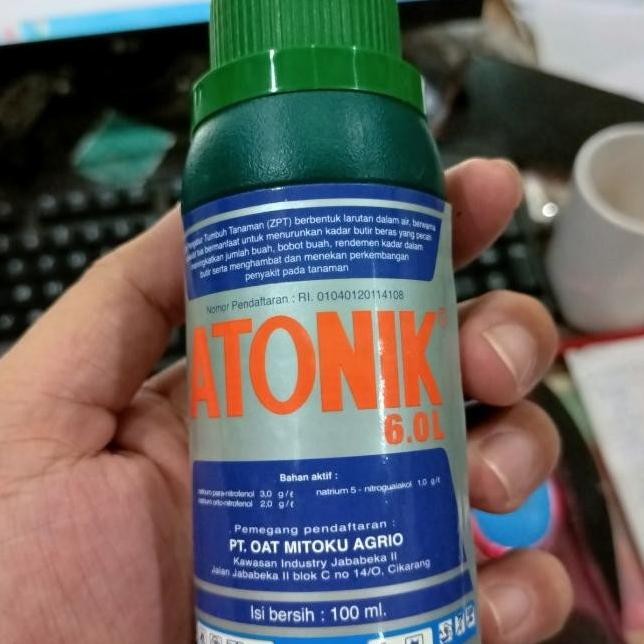 Tumbuh Tanaman (ZPT) berbentuk larutan dalam air, berwarna
tua bermanfaat untuk menurunkan kadar butir beras yang pecah
meningkatkan jumlah buah, bobot buah, rendemen kadar dalam
butir serta menghambat dan menekan perkembangan
penyakit pada tanaman
Nomor Pendaftaran : RI. 01040120114108
ATONIK®
6.0L
Bahan aktif :
natrium para-nitrofenol 3,0 g/ℓ natrium 5 - nitroguaiakol 1,0 g/ℓ
natrium orto-nitrofenol 2,0 g/ℓ
Pemegang pendaftaran :
PT. OAT MITOKU AGRIO
Kawasan Industry Jababeka II
Jalan Jababeka II blok C no 14/O, Cikarang
Isi bersih : 100 ml.